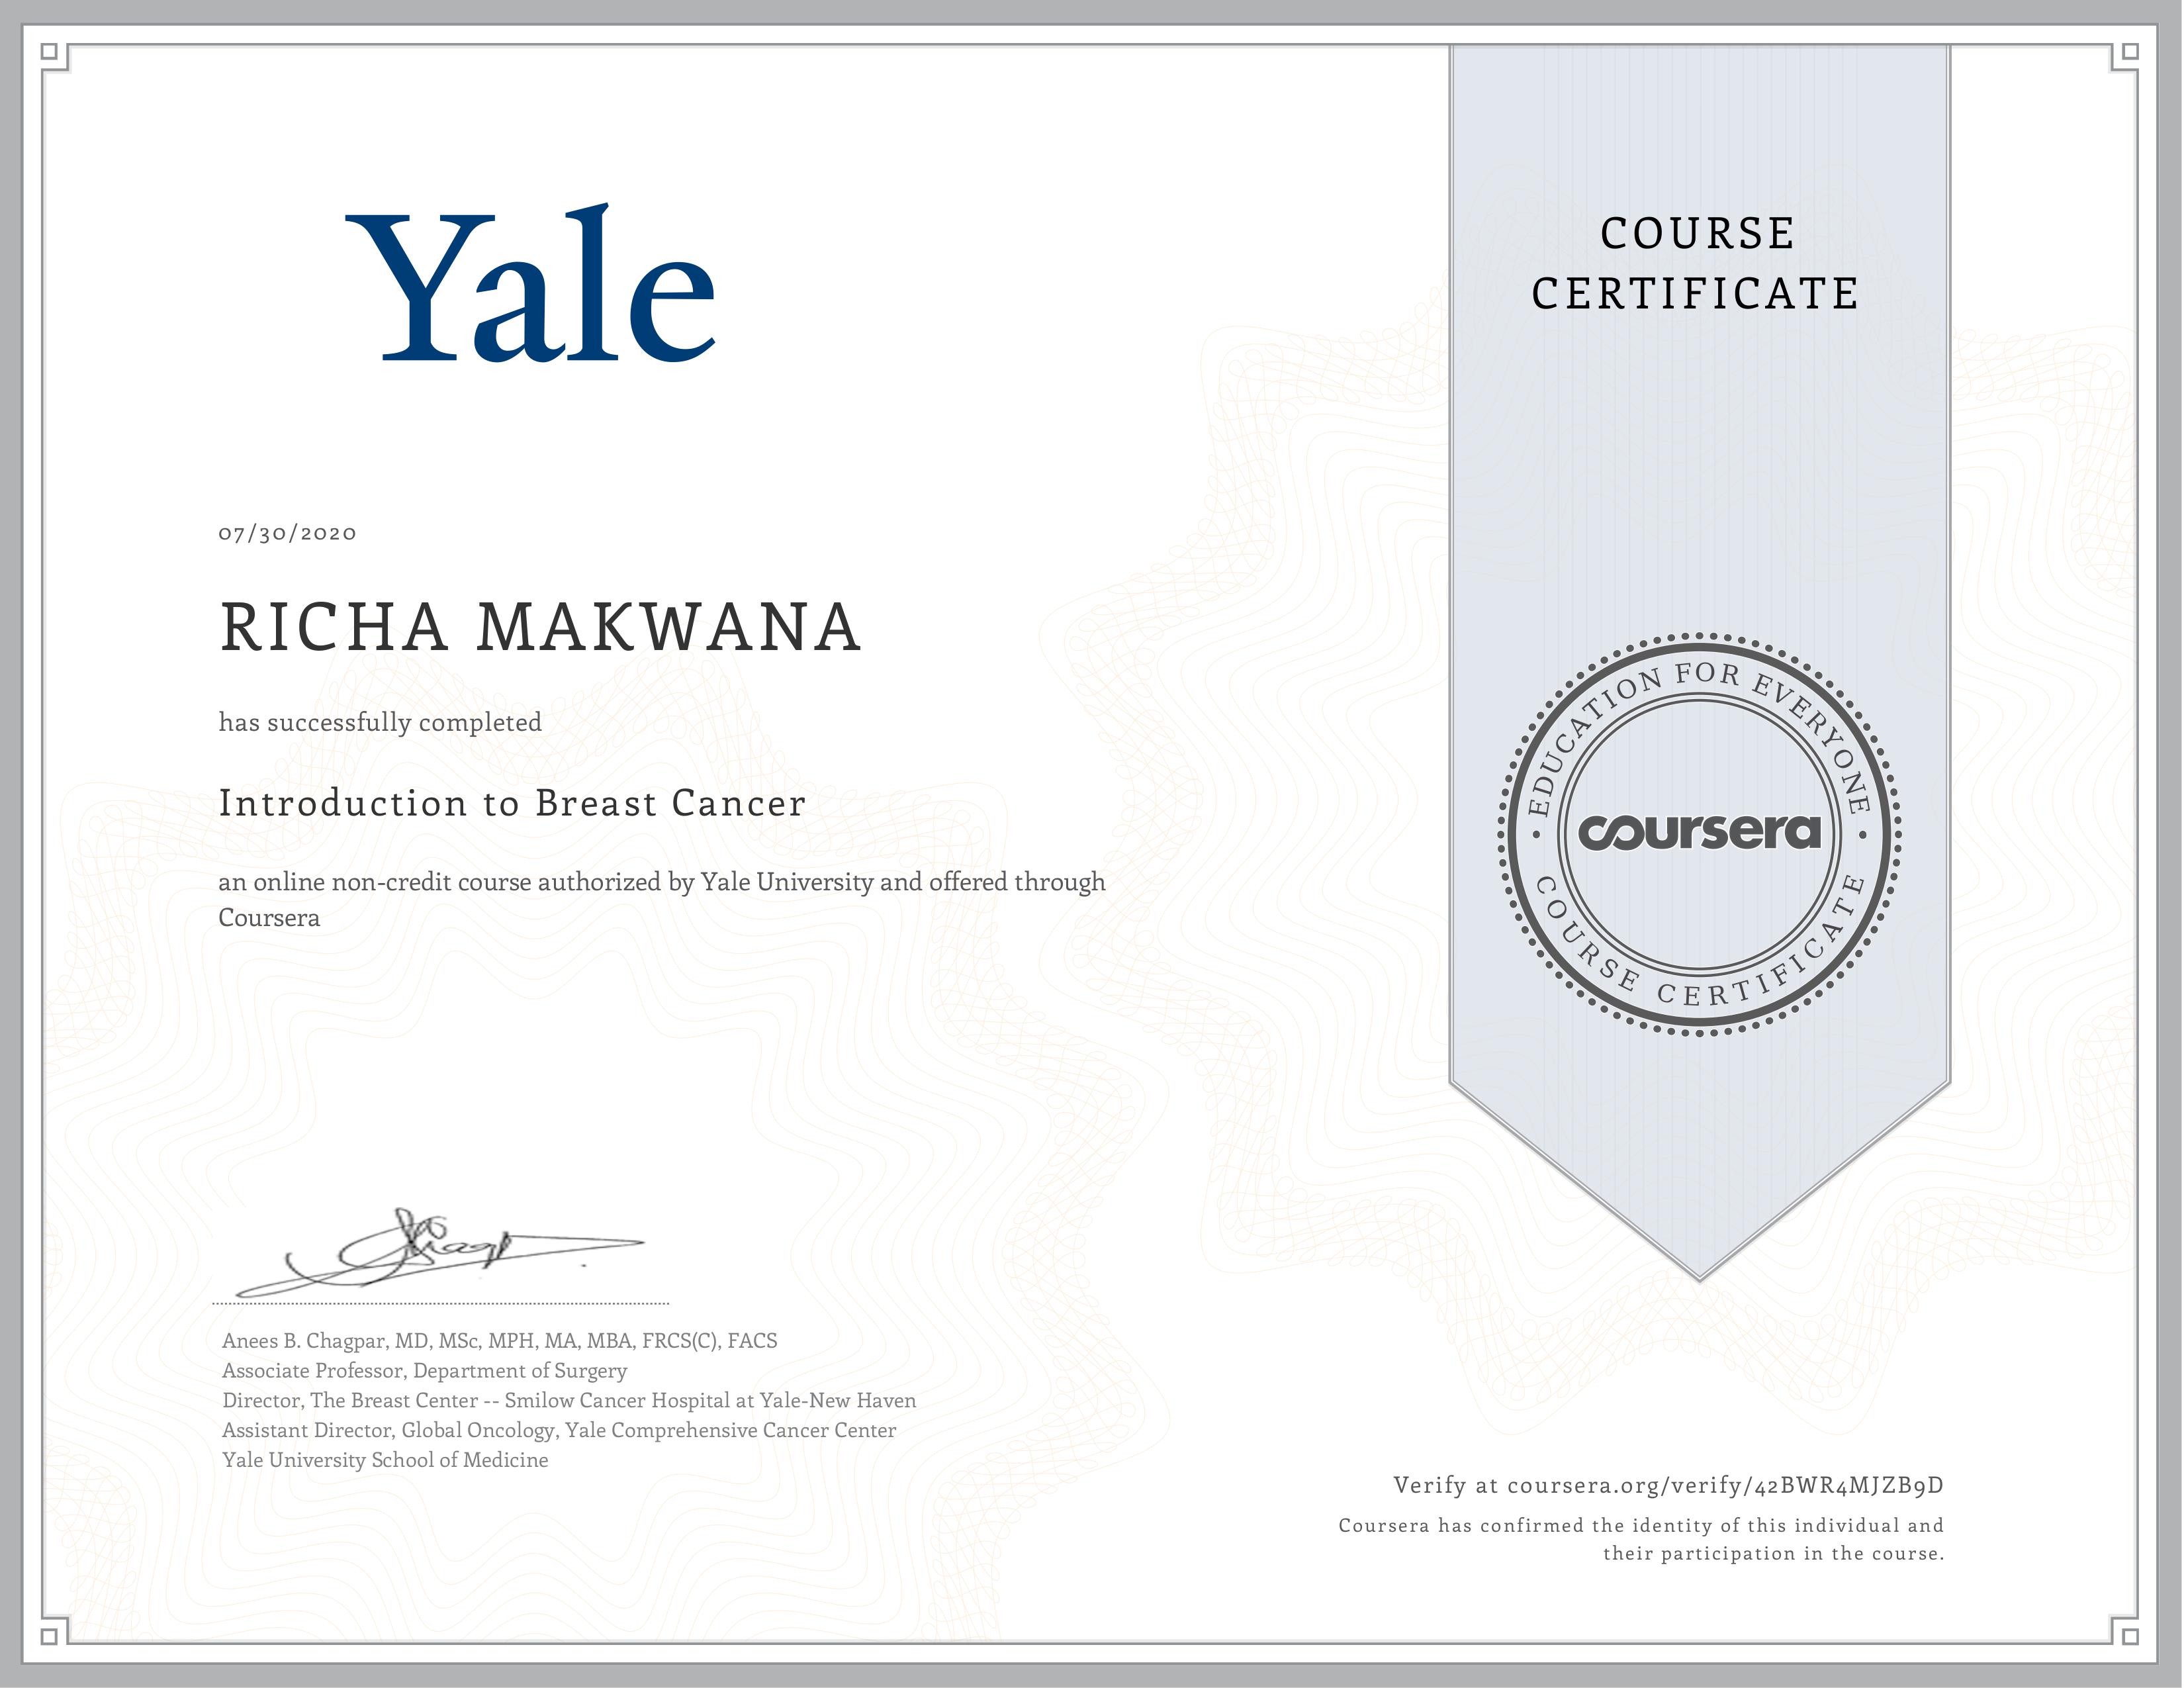 Yale
COURSE
CERTIFICATE
07/30/2020
RICHA MAKWANA
has successfully completed
Introduction to Breast Cancer
an online non-credit course authorized by Yale University and offered through
Coursera
EDUCATION FOR EVERYONE
coursera
COURSE CERTIFICATE
Anees B. Chagpar, MD, MSc, MPH, MA, MBA, FRCS(C), FACS
Associate Professor, Department of Surgery
Director, The Breast Center -- Smilow Cancer Hospital at Yale-New Haven
Assistant Director, Global Oncology, Yale Comprehensive Cancer Center
Yale University School of Medicine
Verify at coursera.org/verify/42BWR4MJZB9D
Coursera has confirmed the identity of this individual and
their participation in the course.